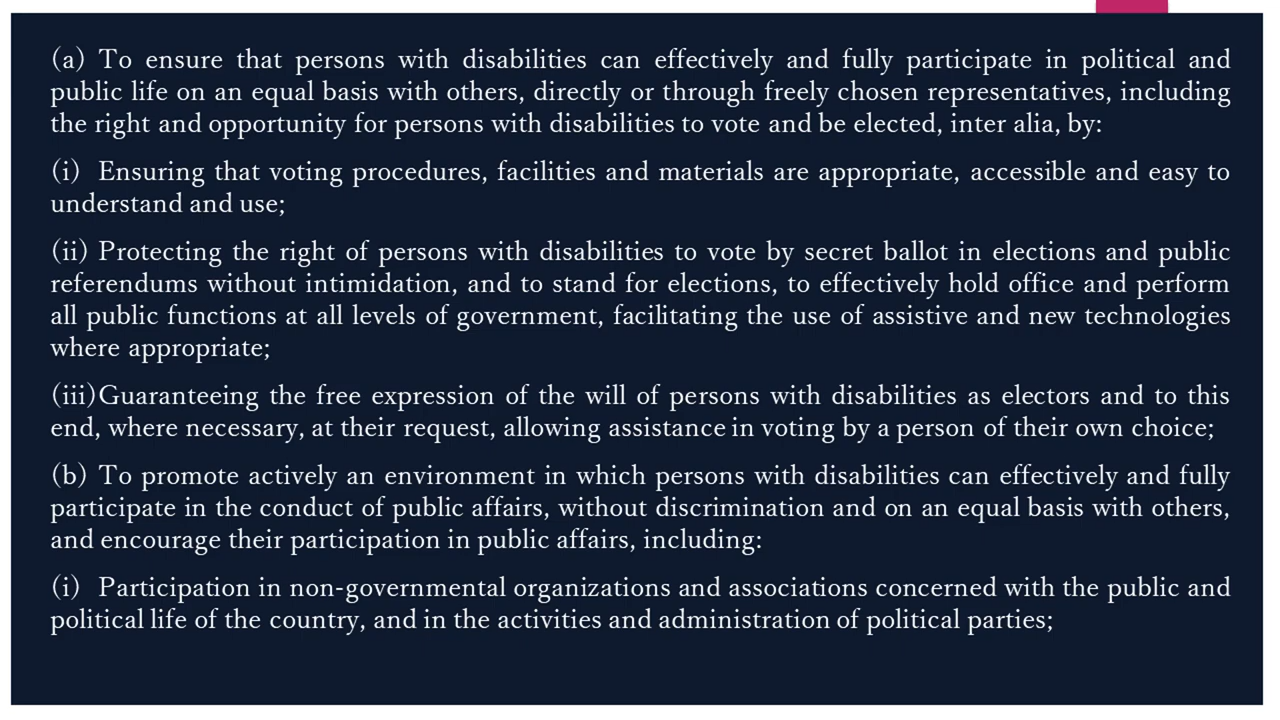 (a) To ensure that persons with disabilities can effectively and fully participate in political and
public life on an equal basis with others, directly or through freely chosen representatives, including
the right and opportunity for persons with disabilities to vote and be elected, inter alia, by:
(i) Ensuring that voting procedures, facilities and materials are appropriate, accessible and easy to
understand and use;
(ii) Protecting the right of persons with disabilities to vote by secret ballot in elections and public
referendums without intimidation, and to stand for elections, to effectively hold office and perform
all public functions at all levels of government, facilitating the use of assistive and new technologies
where appropriate;
(iii)Guaranteeing the free expression of the will of persons with disabilities as electors and to this
end, where necessary, at their request, allowing assistance in voting by a person of their own choice;
(b) To promote actively an environment in which persons with disabilities can effectively and fully
participate in the conduct of public affairs, without discrimination and on an equal basis with others,
and encourage their participation in public affairs, including:
(i) Participation in non-governmental organizations and associations concerned with the public and
political life of the country, and in the activities and administration of political parties;